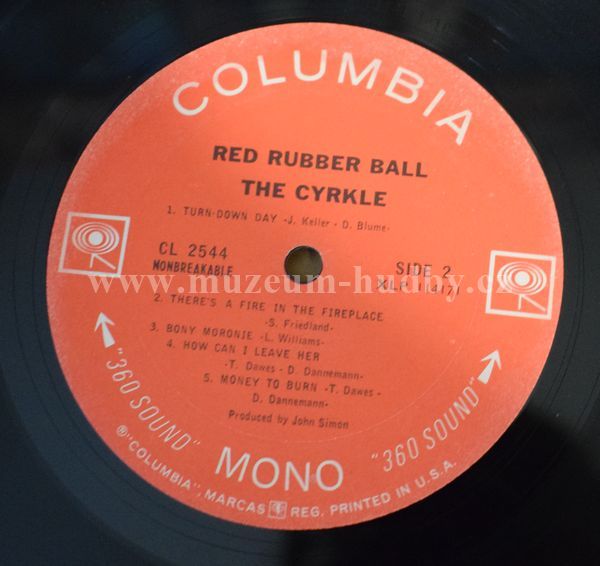 COLUMBIA
RED RUBBER BALL
THE CYRKLE
1. TURN-DOWN DAY -J. Keller - D. Blume-
CL 2544
NONBREAKABLE
SIDE 2
www.muzeum-hudby.cz
2. THERE'S A FIRE IN THE FIREPLACE
-S. Friedland-
3. BONY MORONIE -L. Williams-
4. HOW CAN I LEAVE HER
-T. Dawes - D. Dannemann-
5. MONEY TO BURN -T. Dawes -
D. Dannemann-
Produced by John Simon
"360 SOUND"
MONO
"360 SOUND"
® "COLUMBIA", MARCAS REG. PRINTED IN U.S.A.